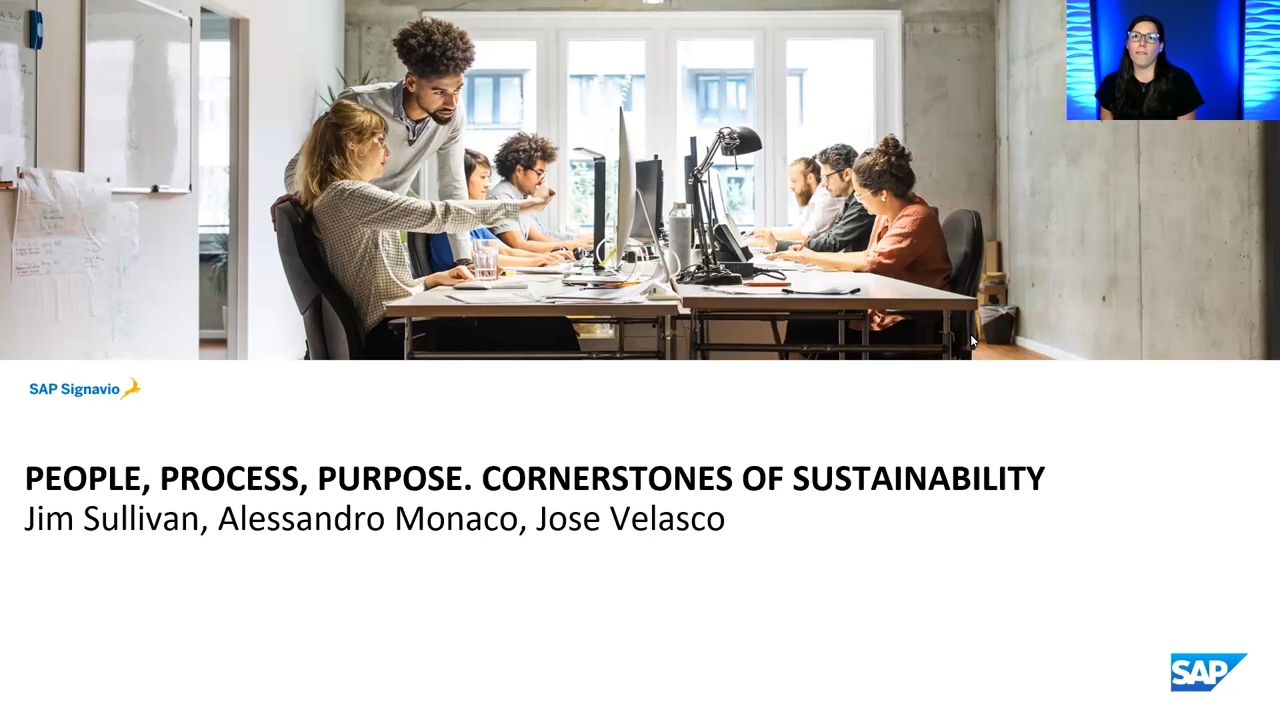 SAP Signavio
PEOPLE, PROCESS, PURPOSE. CORNERSTONES OF SUSTAINABILITY
Jim Sullivan, Alessandro Monaco, Jose Velasco
SAP